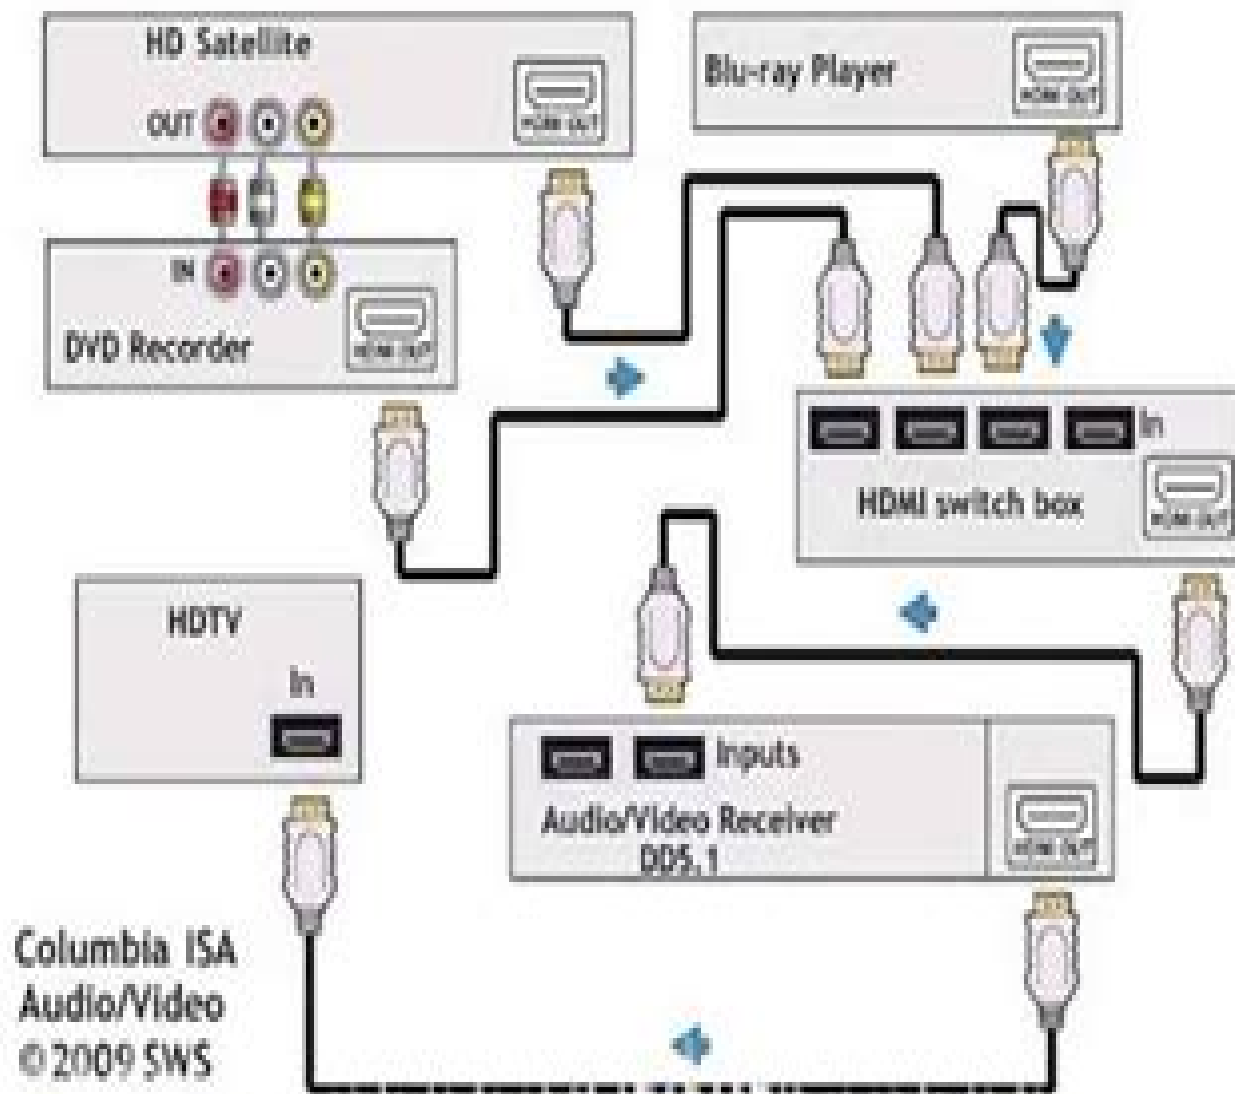 HD Satellite
OUT
HDMI OUT
Blu-ray Player
HDMI OUT
IN
DVD Recorder
HDMI OUT
In
HDMI switch box
HDMI OUT
HDTV
In
Inputs
Audio/Video Receiver
DD5.1
HDMI OUT
Columbia ISA
Audio/Video
©2009 SWS